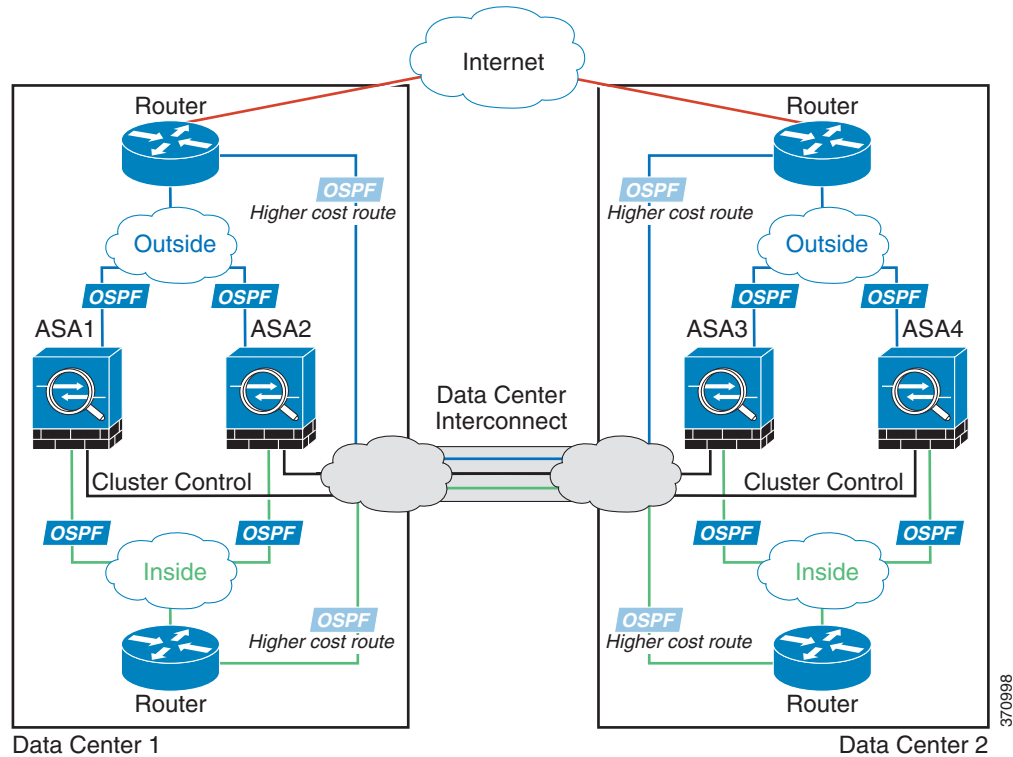 Internet
Router
Router
OSPF
Higher cost route
OSPF
Higher cost route
Outside
Outside
OSPF
OSPF
OSPF
OSPF
ASA1
ASA2
ASA3
ASA4
Data Center
Interconnect
Cluster Control
Cluster Control
OSPF
OSPF
OSPF
OSPF
Inside
Inside
OSPF
Higher cost route
OSPF
Higher cost route
Router
Router
370998
Data Center 1
Data Center 2